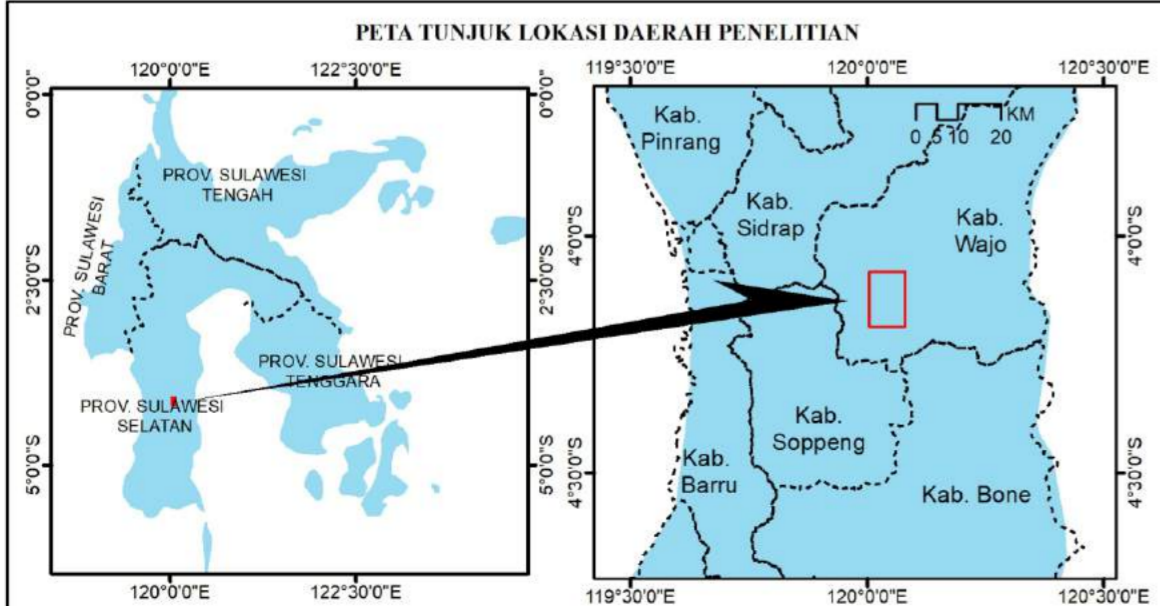 PETA TUNJUK LOKASI DAERAH PENELITIAN
120°0'0"E
122°30'0"E
0°0'0"
0°0'0"
PROV. SULAWESI
TENGAH
PROV. SULAWESI
BARAT
2°30'0"S
2°30'0"S
PROV. SULAWESI
TENGGARA
PROV. SULAWESI
SELATAN
5°0'0"S
5°0'0"S
120°0'0"E
122°30'0"E
119°30'0"E
120°0'0"E
120°30'0"E
KM
0 5 10 20
Kab.
Pinrang
Kab.
Sidrap
Kab.
Wajo
4°0'0"S
4°0'0"S
Kab.
Soppeng
Kab.
Barru
Kab. Bone
4°30'0"S
4°30'0"S
119°30'0"E
120°0'0"E
120°30'0"E